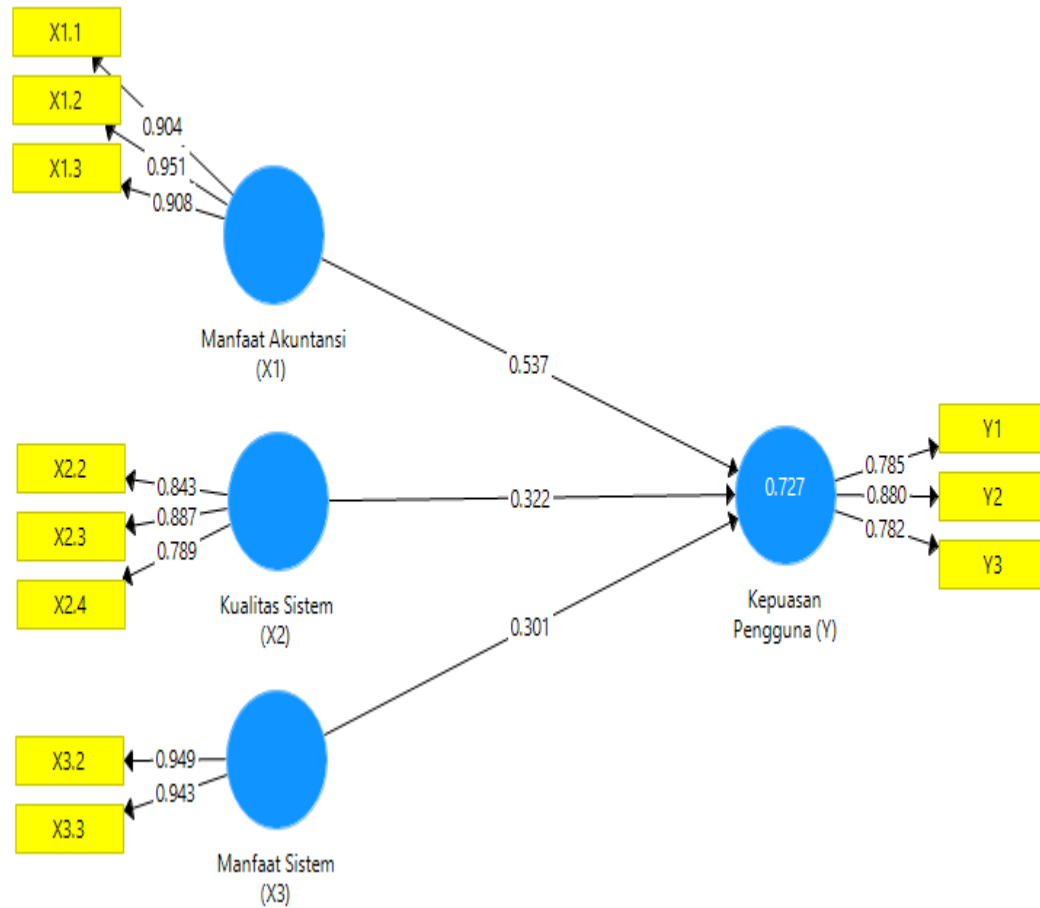 X1.1
X1.2
X1.3
0.904
0.951
0.908
Manfaat Akuntansi
(X1)
0.537
X2.2
X2.3
X2.4
0.843
0.887
0.789
Kualitas Sistem
(X2)
0.322
X3.2
X3.3
0.949
0.943
Manfaat Sistem
(X3)
0.301
0.727
Kepuasan
Pengguna (Y)
0.785
0.880
0.782
Y1
Y2
Y3